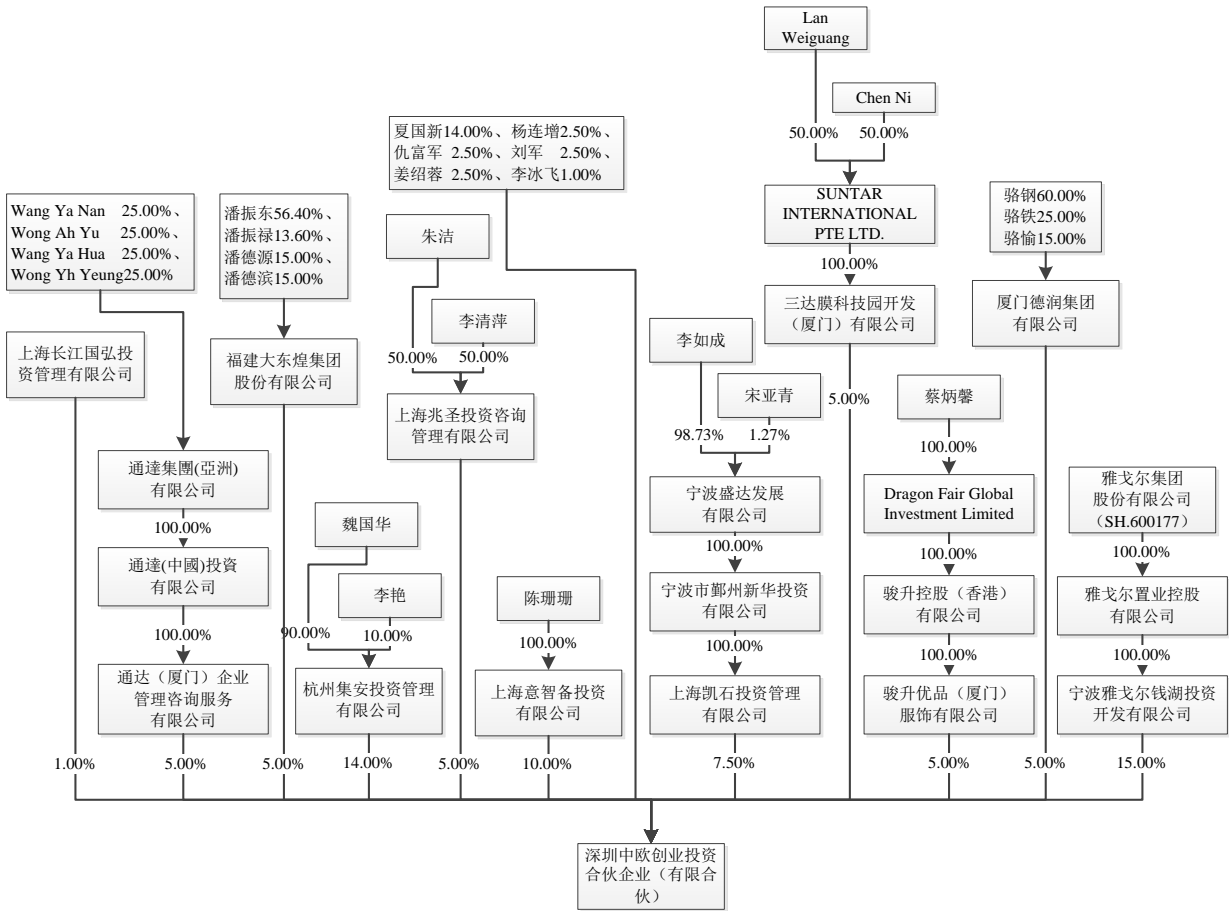 Lan
Weiguang
Chen Ni
50.00%
50.00%
夏国新14.00%、杨连增2.50%、
仇富军 2.50%、刘军 2.50%、
姜绍蓉 2.50%、李冰飞1.00%
SUNTAR
INTERNATIONAL
PTE LTD.
骆钢60.00%
骆铁25.00%
骆愉15.00%
Wang Ya Nan 25.00%、
Wong Ah Yu 25.00%、
Wang Ya Hua 25.00%、
Wong Yh Yeung25.00%
潘振东56.40%、
潘振禄13.60%、
潘德源15.00%、
潘德滨15.00%
朱洁
100.00%
三达膜科技园开发
（厦门）有限公司
厦门德润集团
有限公司
李清萍
李如成
上海长江国弘投
资管理有限公司
福建大东煌集团
股份有限公司
50.00%
50.00%
宋亚青
5.00%
蔡炳馨
上海兆圣投资咨询
管理有限公司
98.73%
1.27%
100.00%
通達集團(亞洲)
有限公司
宁波盛达发展
有限公司
Dragon Fair Global
Investment Limited
雅戈尔集团
股份有限公司
（SH.600177）
100.00%
魏国华
100.00%
100.00%
100.00%
通達(中國)投資
有限公司
李艳
陈珊珊
宁波市鄞州新华投资
有限公司
骏升控股（香港）
有限公司
雅戈尔置业控股
有限公司
100.00%
90.00%
10.00%
100.00%
100.00%
100.00%
100.00%
通达（厦门）企业
管理咨询服务
有限公司
杭州集安投资管理
有限公司
上海意智备投资
有限公司
上海凯石投资管理
有限公司
骏升优品（厦门）
服饰有限公司
宁波雅戈尔钱湖投资
开发有限公司
1.00%
5.00%
5.00%
14.00%
5.00%
10.00%
7.50%
5.00%
5.00%
15.00%
深圳中欧创业投资
合伙企业（有限合
伙）